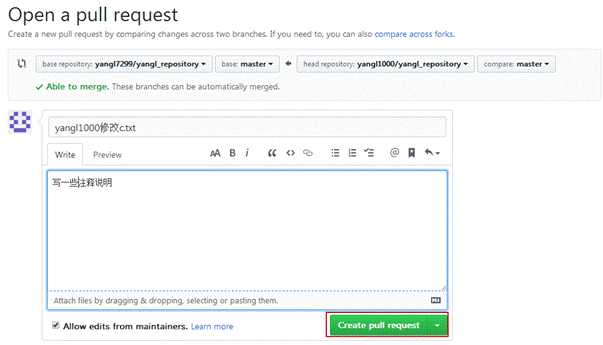 Open a pull request
Create a new pull request by comparing changes across two branches. If you need to, you can also compare across forks.
base repository: yangl7299/yangl_repository base: master head repository: yangl1000/yangl_repository compare: master
Able to merge. These branches can be automatically merged.
yangl1000修改c.txt
Write Preview AA B i @
写一些注释说明
Attach files by dragging & dropping, selecting or pasting them.
Allow edits from maintainers. Learn more Create pull request